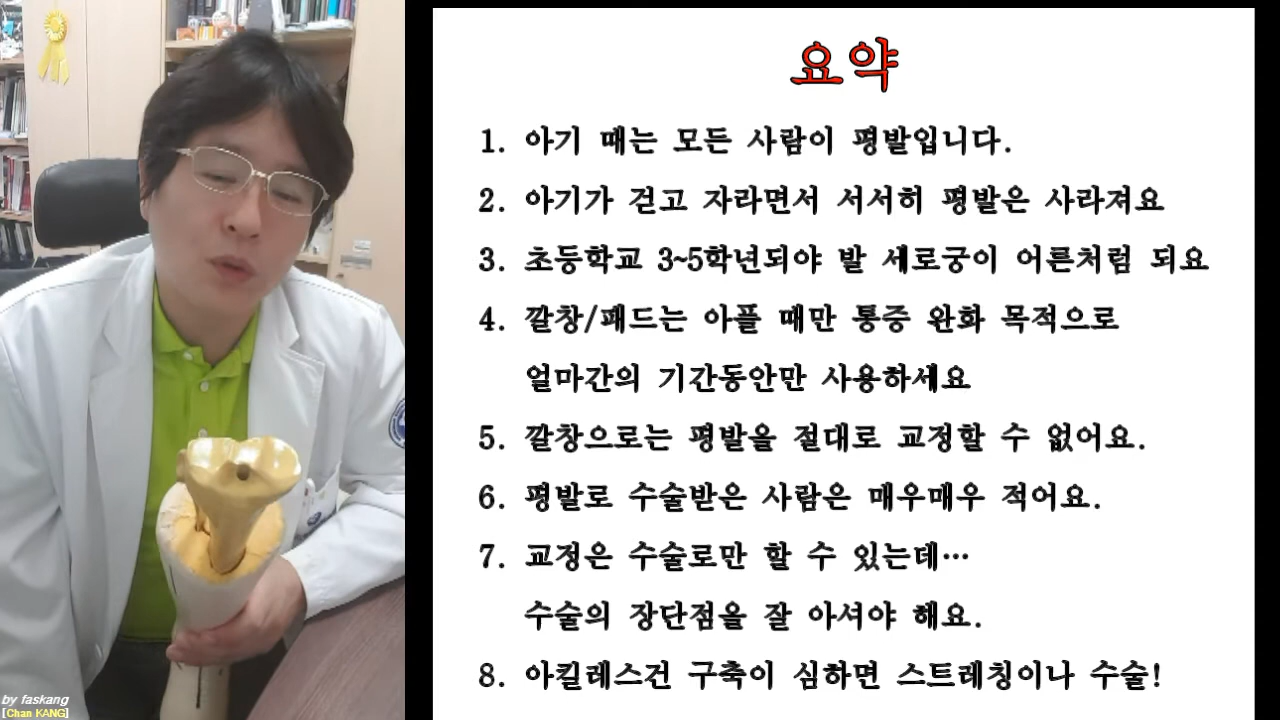 요약
1. 아기 때는 모든 사람이 평발입니다.
2. 아기가 걷고 자라면서 서서히 평발은 사라져요
3. 초등학교 3~5학년되야 발 세로궁이 어른처럼 되요
4. 깔창/패드는 아플 때만 통증 완화 목적으로
얼마간의 기간동안만 사용하세요
5. 깔창으로는 평발을 절대로 교정할 수 없어요.
6. 평발로 수술받은 사람은 매우매우 적어요.
7. 교정은 수술로만 할 수 있는데…
수술의 장단점을 잘 아셔야 해요.
8. 아킬레스건 구축이 심하면 스트레칭이나 수술!
by faskang
[Chan KANG]